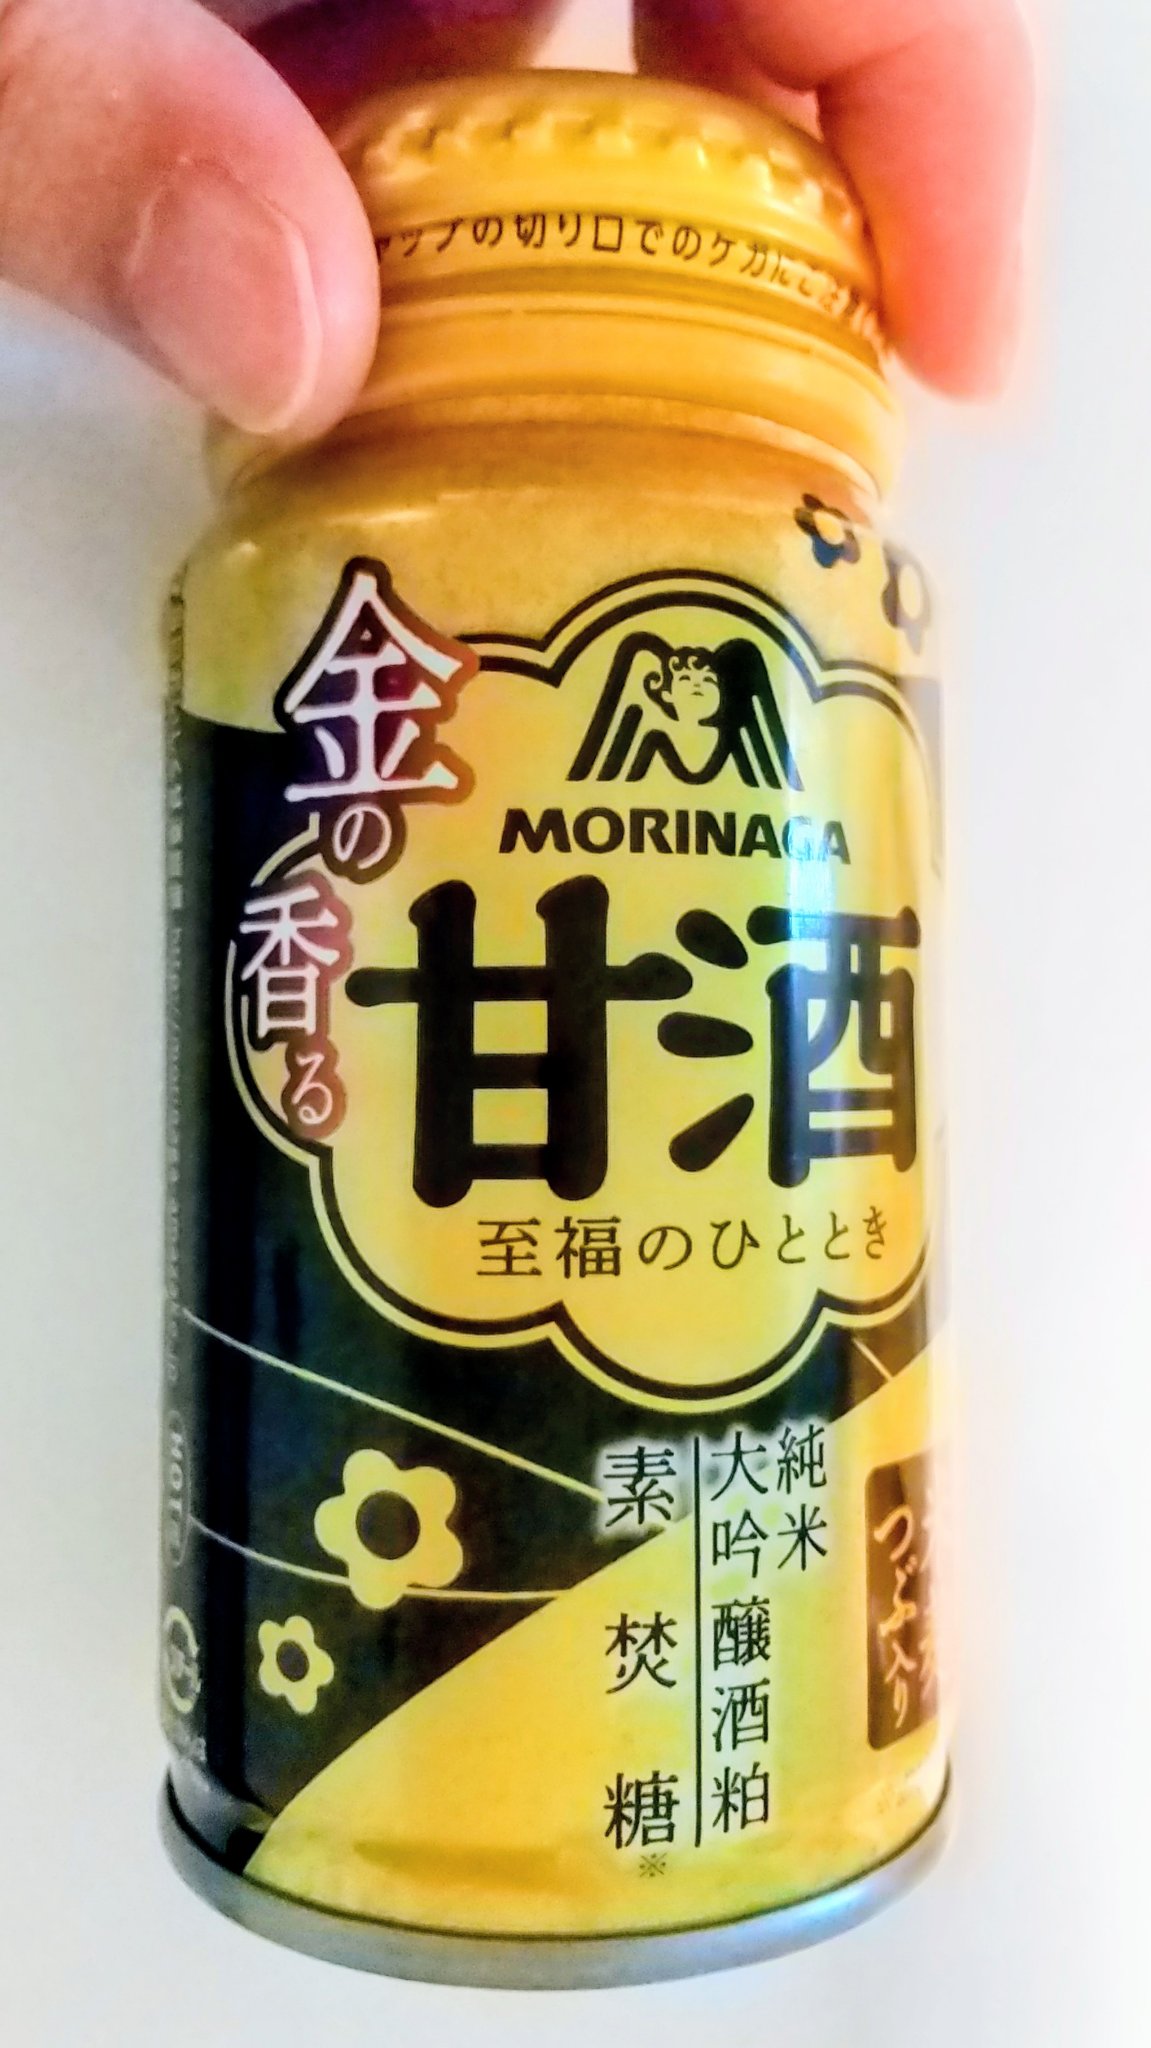 ャップの切り口でのケガにご注
金の
香る
MORINAGA
甘酒
至福のひととき
純米
大吟醸酒粕
素焚糖※
つぶ入り
HOT